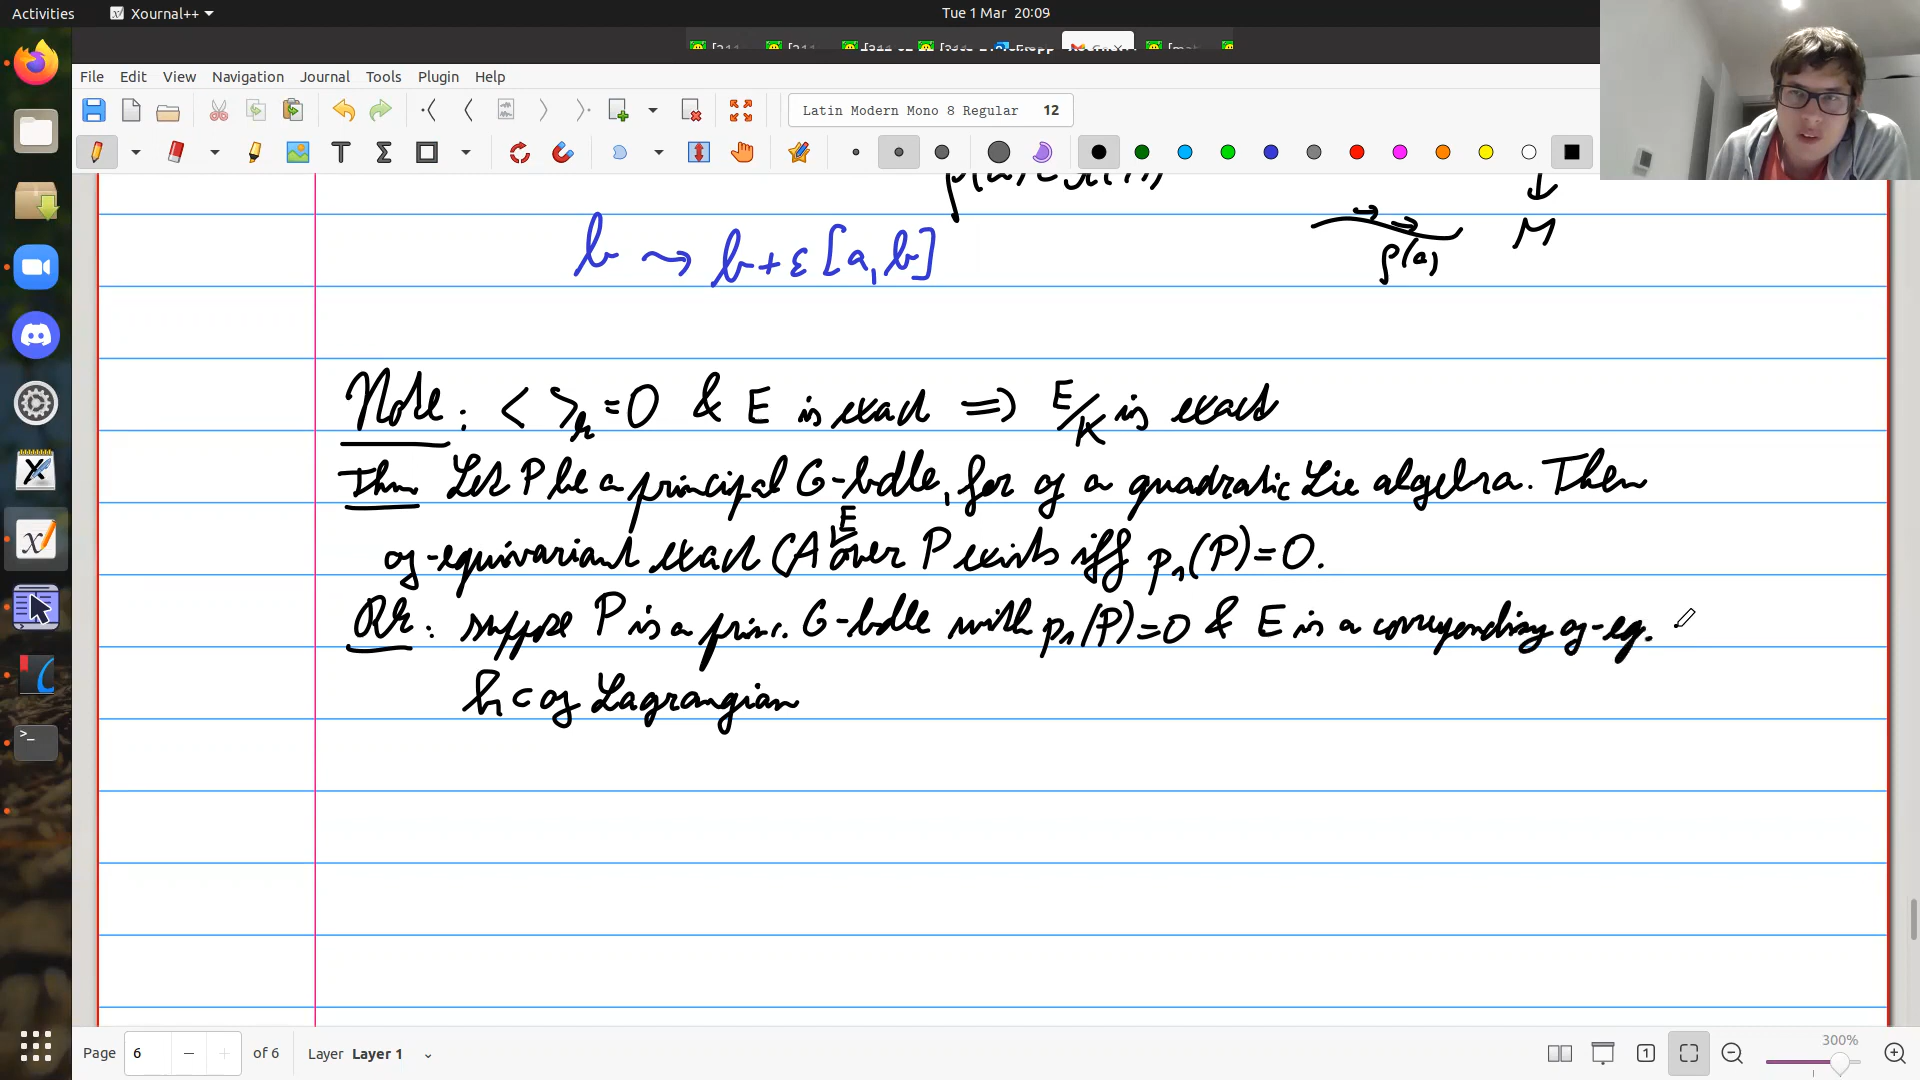 Activities Xournal++ Tue 1 Mar 20:09
File Edit View Navigation Journal Tools Plugin Help
Latin Modern Mono 8 Regular 12
b ⇝ b + ε [a, b]
ρ(a)
M
Note: < >_h = 0 & E is exact ⇒ E/K is exact
Thm Let P be a principal G-bdle, for 𝔤 a quadratic Lie algebra. Then
𝔤-equivariant exact CA E over P exists iff p₁(P) = 0.
: suppose P is a princ. G-bdle with p₁(P) = 0 & E is a corresponding 𝔤-eq.
h ⊂ 𝔤 Lagrangian
Page 6 of 6 Layer Layer 1 300%